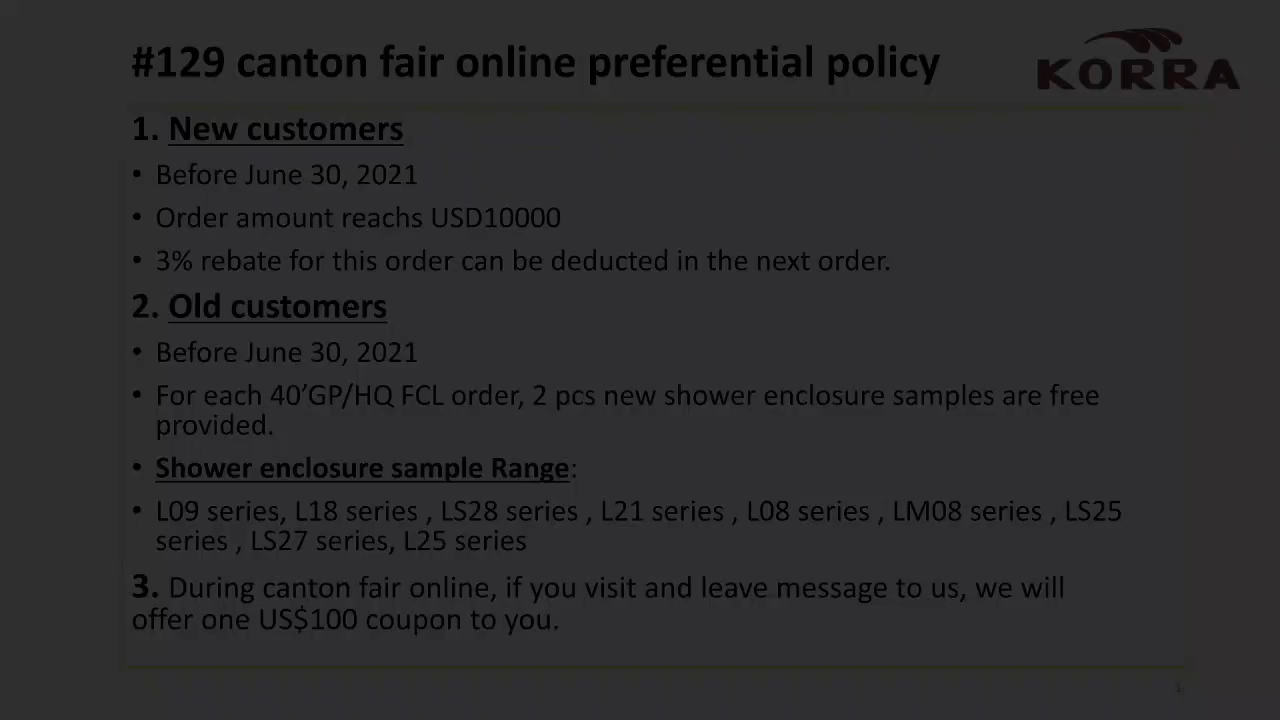 #129 canton fair online preferential policy
KORRA
1. New customers
• Before June 30, 2021
• Order amount reachs USD10000
• 3% rebate for this order can be deducted in the next order.
2. Old customers
• Before June 30, 2021
• For each 40’GP/HQ FCL order, 2 pcs new shower enclosure samples are free
provided.
• Shower enclosure sample Range:
• L09 series, L18 series , LS28 series , L21 series , L08 series , LM08 series , LS25
series , LS27 series, L25 series
3. During canton fair online, if you visit and leave message to us, we will
offer one US$100 coupon to you.
1